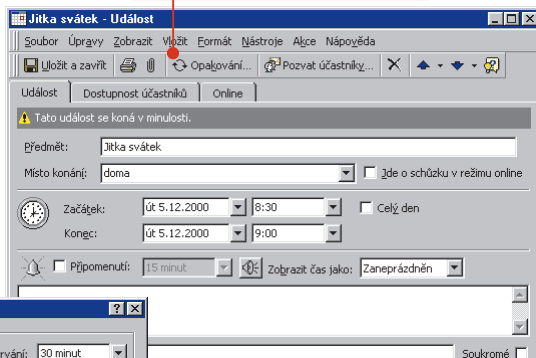 Jitka svátek - Událost
Soubor Úpravy Zobrazit Vložit Formát Nástroje Akce Nápověda
Uložit a zavřít Opakování... Pozvat účastníky...
Událost Dostupnost účastníků Online
Tato událost se koná v minulosti.
Předmět: Jitka svátek
Místo konání: doma Jde o schůzku v režimu online
Začátek: út 5.12.2000 8:30 Celý den
Konec: út 5.12.2000 9:00
Připomenutí: 15 minut Zobrazit čas jako: Zaneprázdněn
rvání: 30 minut Soukromé